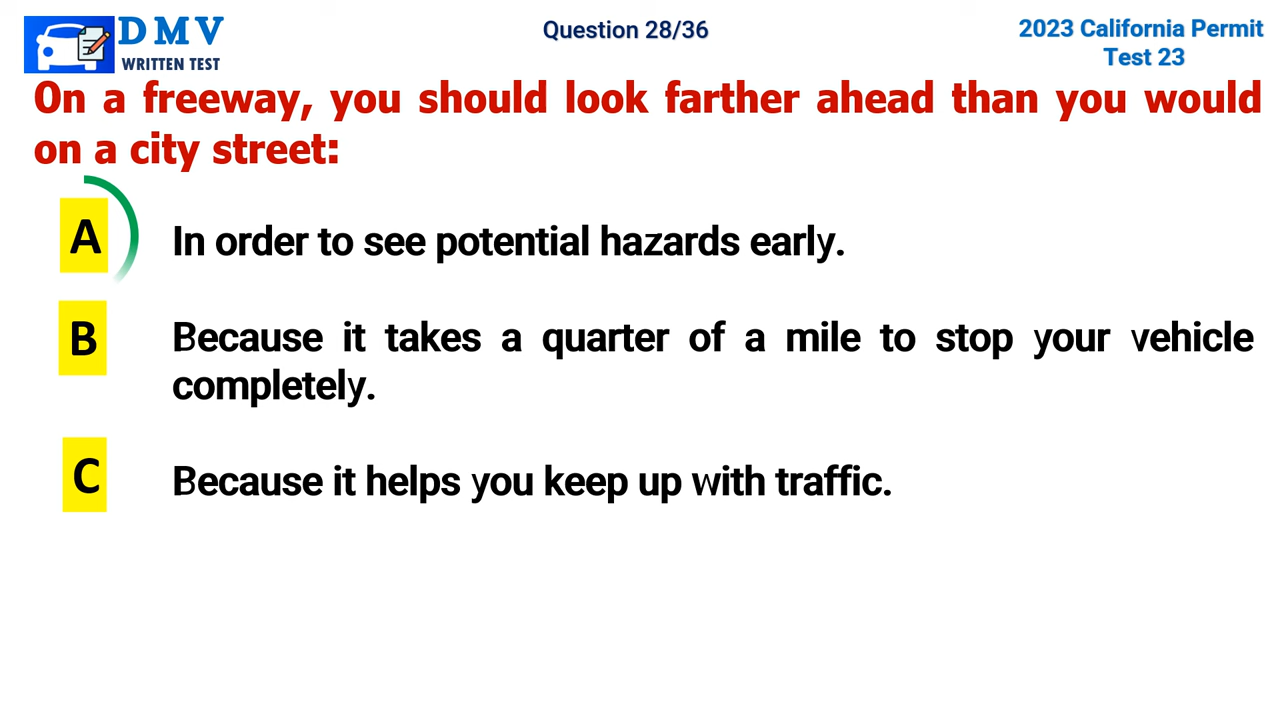 DMV
WRITTEN TEST
Question 28/36
2023 California Permit
Test 23
On a freeway, you should look farther ahead than you would
on a city street:
A
In order to see potential hazards early.
B
Because it takes a quarter of a mile to stop your vehicle
completely.
C
Because it helps you keep up with traffic.